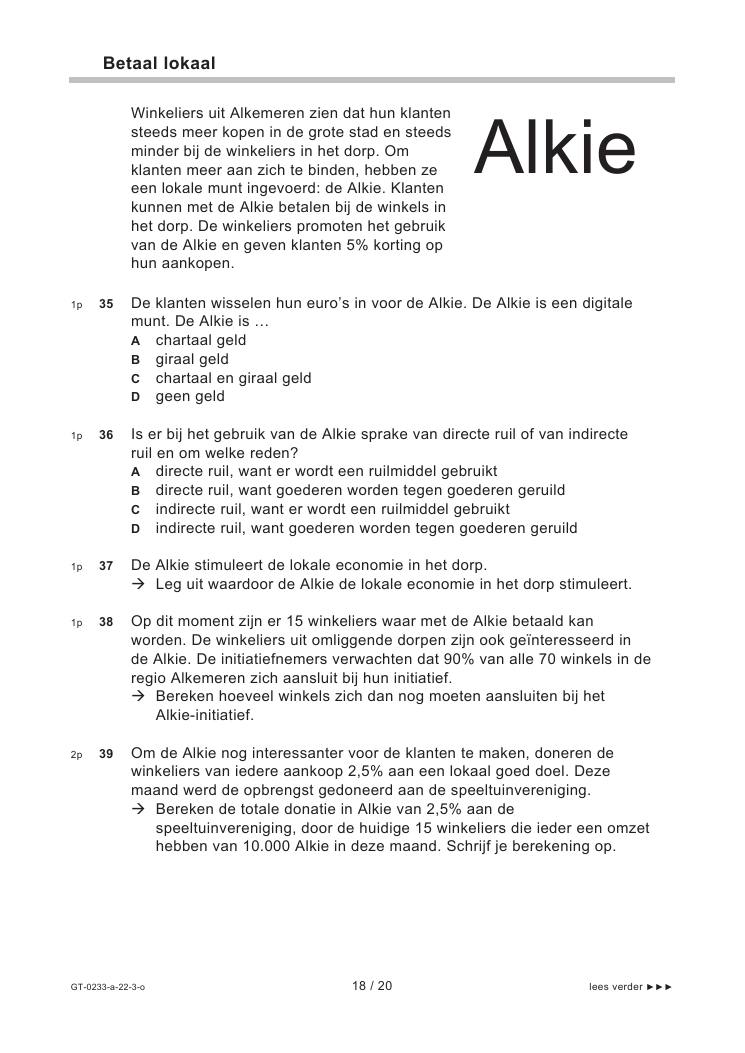 Betaal lokaal
Winkeliers uit Alkemeren zien dat hun klanten
steeds meer kopen in de grote stad en steeds
minder bij de winkeliers in het dorp. Om
klanten meer aan zich te binden, hebben ze
een lokale munt ingevoerd: de Alkie. Klanten
kunnen met de Alkie betalen bij de winkels in
het dorp. De winkeliers promoten het gebruik
van de Alkie en geven klanten 5% korting op
hun aankopen.
Alkie
1p 35 De klanten wisselen hun euro's in voor de Alkie. De Alkie is een digitale
munt. De Alkie is …
A chartaal geld
B giraal geld
C chartaal en giraal geld
D geen geld
1p 36 Is er bij het gebruik van de Alkie sprake van directe ruil of van indirecte
ruil en om welke reden?
A directe ruil, want er wordt een ruilmiddel gebruikt
B directe ruil, want goederen worden tegen goederen geruild
C indirecte ruil, want er wordt een ruilmiddel gebruikt
D indirecte ruil, want goederen worden tegen goederen geruild
1p 37 De Alkie stimuleert de lokale economie in het dorp.
→ Leg uit waardoor de Alkie de lokale economie in het dorp stimuleert.
1p 38 Op dit moment zijn er 15 winkeliers waar met de Alkie betaald kan
worden. De winkeliers uit omliggende dorpen zijn ook geïnteresseerd in
de Alkie. De initiatiefnemers verwachten dat 90% van alle 70 winkels in de
regio Alkemeren zich aansluit bij hun initiatief.
→ Bereken hoeveel winkels zich dan nog moeten aansluiten bij het
Alkie-initiatief.
2p 39 Om de Alkie nog interessanter voor de klanten te maken, doneren de
winkeliers van iedere aankoop 2,5% aan een lokaal goed doel. Deze
maand werd de opbrengst gedoneerd aan de speeltuinvereniging.
→ Bereken de totale donatie in Alkie van 2,5% aan de
speeltuinvereniging, door de huidige 15 winkeliers die ieder een omzet
hebben van 10.000 Alkie in deze maand. Schrijf je berekening op.
GT-0233-a-22-3-o 18 / 20 lees verder ►►►